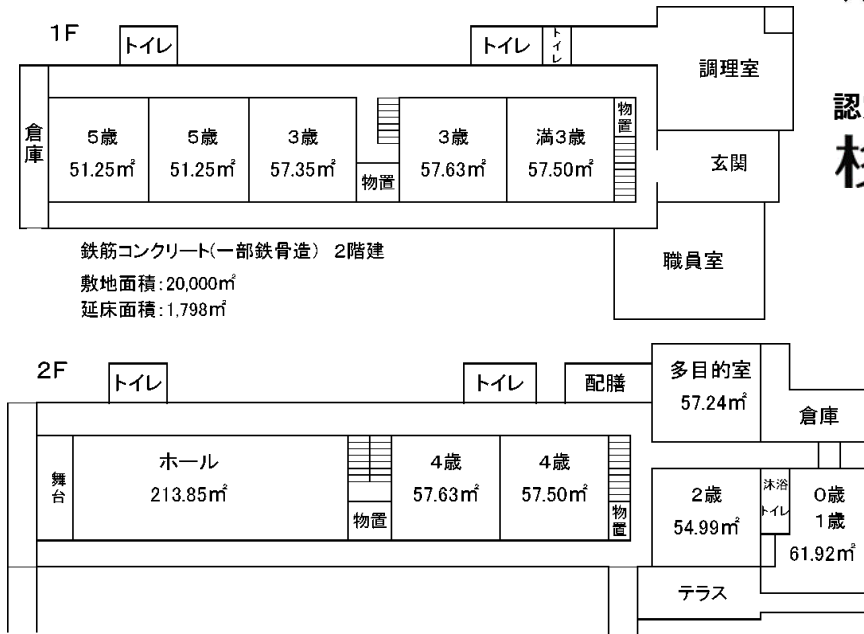 1F
トイレ
トイレ
トイレ
調理室
認
倉庫
5歳
51.25㎡
5歳
51.25㎡
3歳
57.35㎡
物置
3歳
57.63㎡
満3歳
57.50㎡
物置
玄関
職員室
鉄筋コンクリート(一部鉄骨造) 2階建
敷地面積:20,000㎡
延床面積:1,798㎡
2F
トイレ
トイレ
配膳
多目的室
57.24㎡
倉庫
舞台
ホール
213.85㎡
物置
4歳
57.63㎡
4歳
57.50㎡
物置
2歳
54.99㎡
沐浴
トイレ
0歳
1歳
61.92㎡
テラス